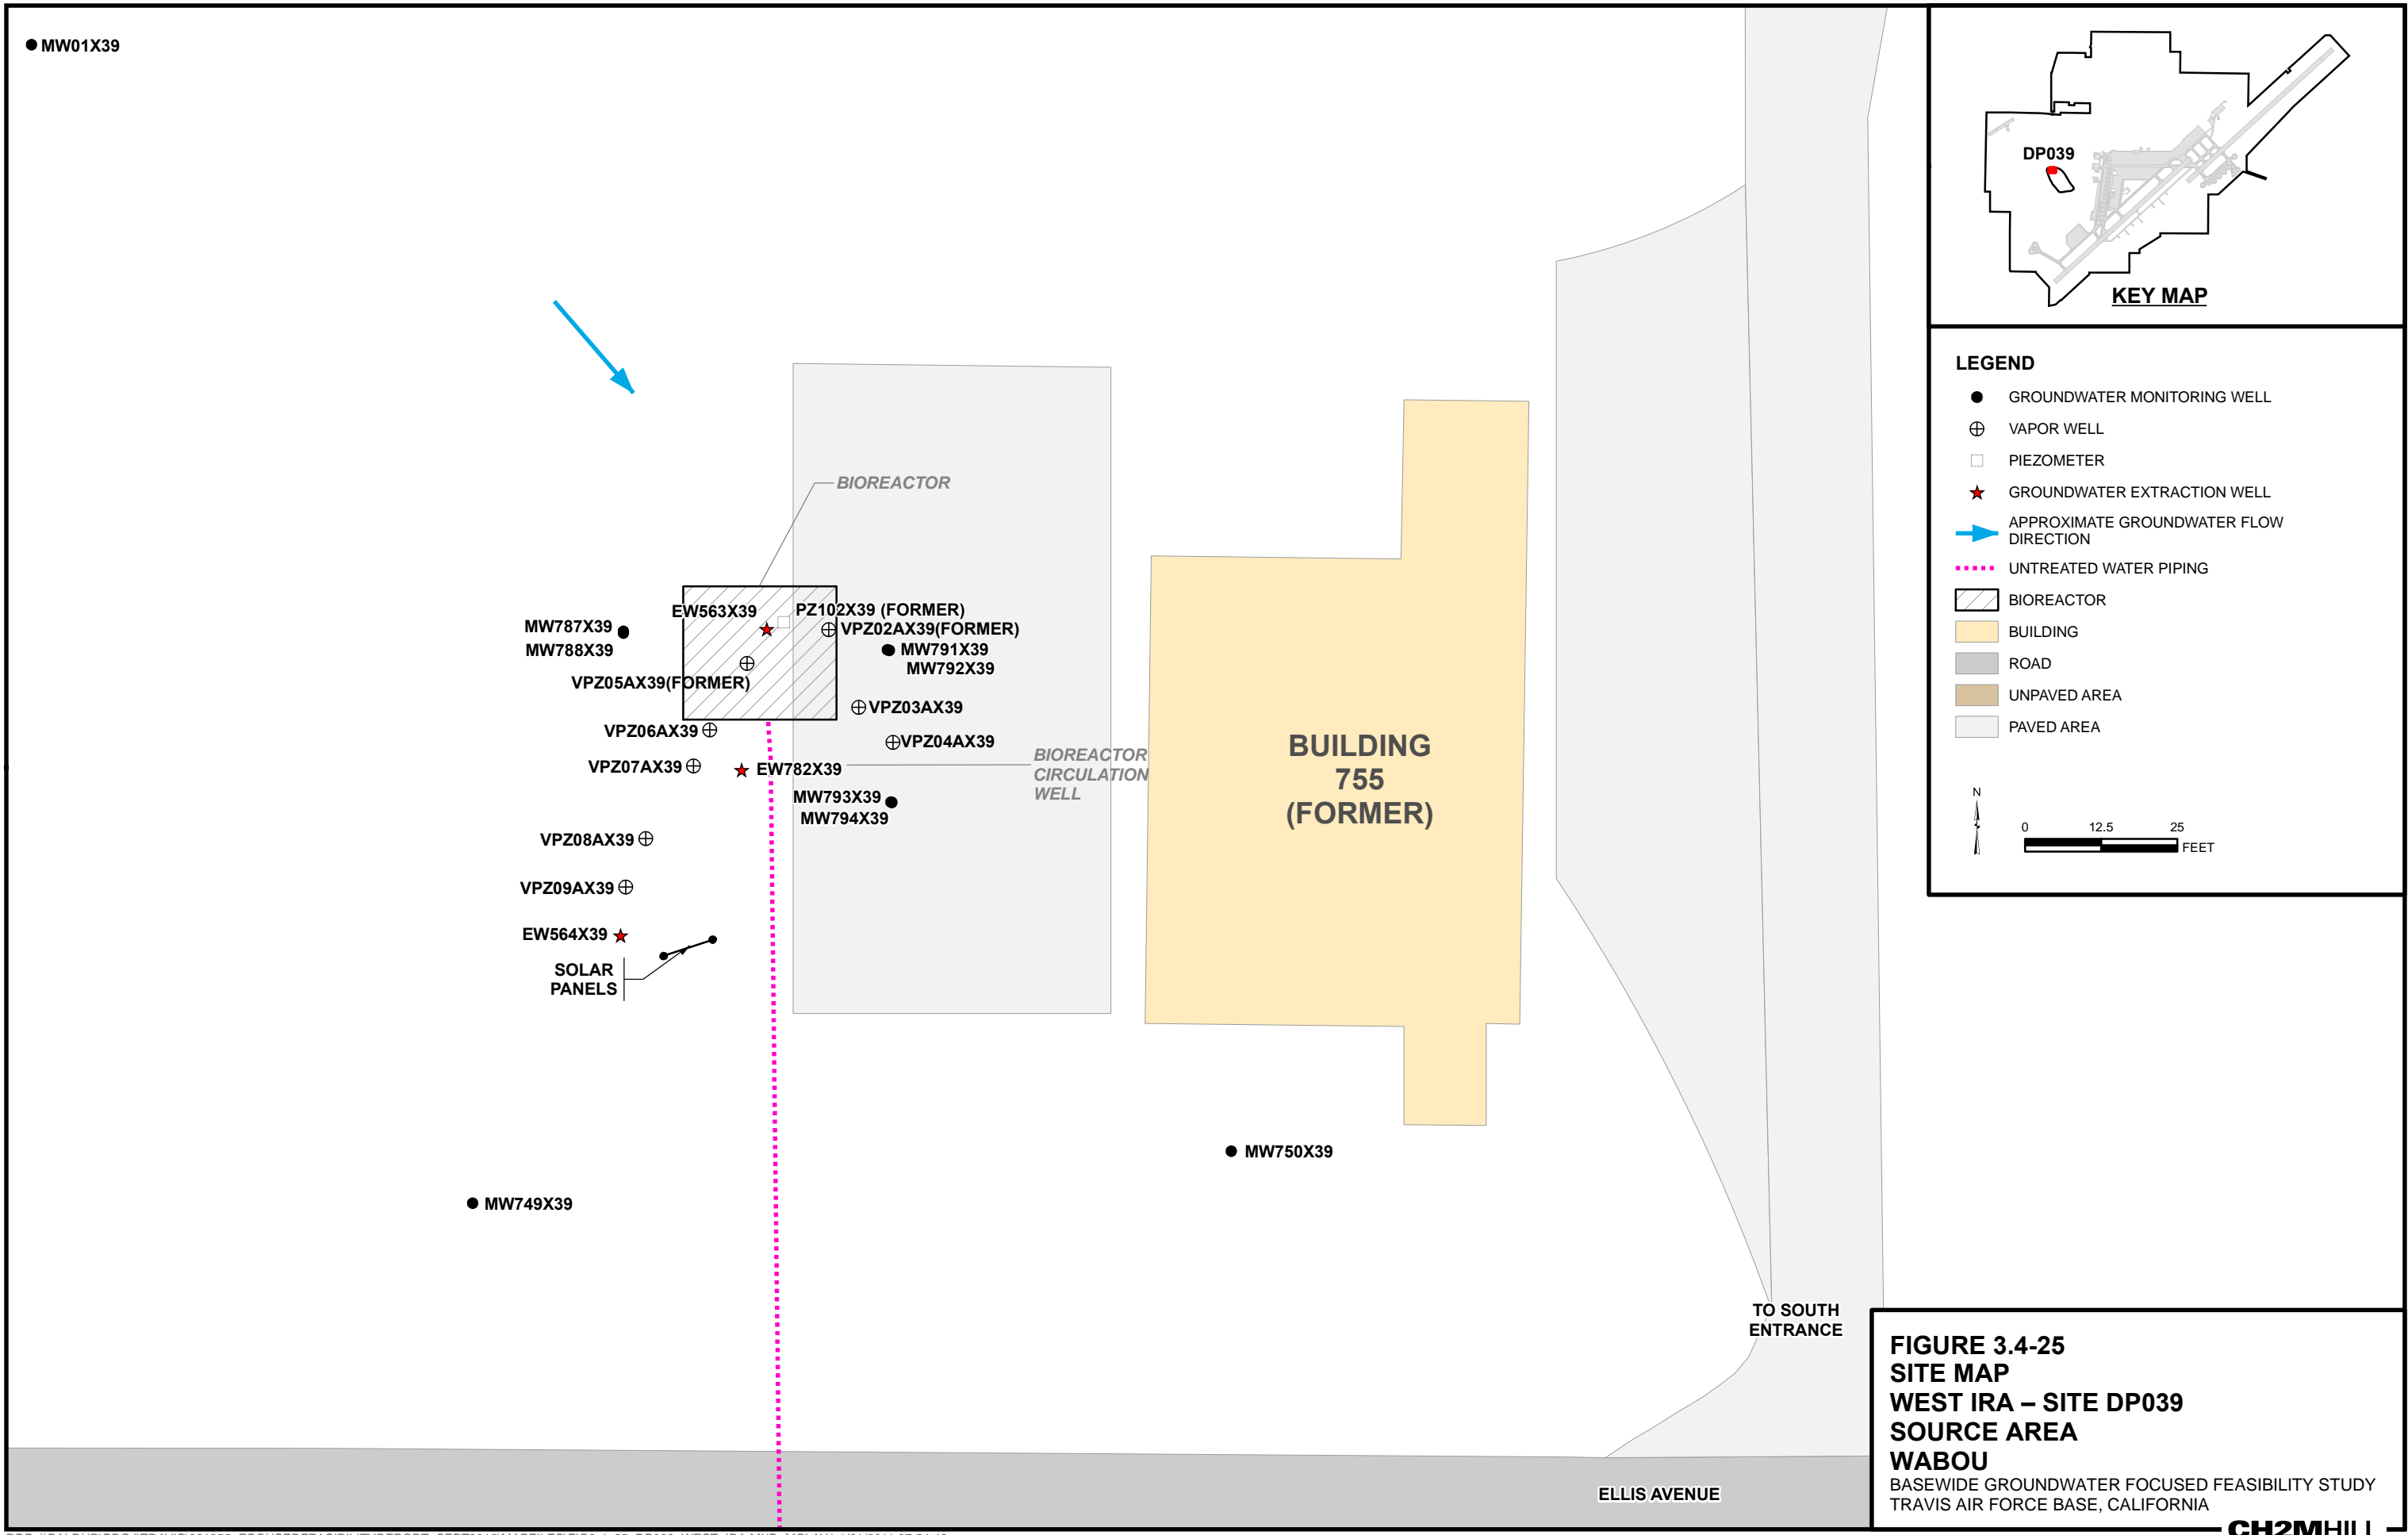 MW01X39
BIOREACTOR
EW563X39
PZ102X39 (FORMER)
VPZ02AX39(FORMER)
MW787X39
MW788X39
MW791X39
MW792X39
VPZ05AX39(FORMER)
VPZ03AX39
VPZ06AX39
VPZ04AX39
VPZ07AX39
EW782X39
BIOREACTOR
CIRCULATION
WELL
MW793X39
MW794X39
VPZ08AX39
VPZ09AX39
EW564X39
SOLAR
PANELS
BUILDING
755
(FORMER)
MW750X39
MW749X39
TO SOUTH
ENTRANCE
ELLIS AVENUE
DP039
KEY MAP
LEGEND
GROUNDWATER MONITORING WELL
VAPOR WELL
PIEZOMETER
GROUNDWATER EXTRACTION WELL
APPROXIMATE GROUNDWATER FLOW
DIRECTION
UNTREATED WATER PIPING
BIOREACTOR
BUILDING
ROAD
UNPAVED AREA
PAVED AREA
N
0 12.5 25
FEET
FIGURE 3.4-25
SITE MAP
WEST IRA – SITE DP039
SOURCE AREA
WABOU
BASEWIDE GROUNDWATER FOCUSED FEASIBILITY STUDY
TRAVIS AIR FORCE BASE, CALIFORNIA
CH2MHILL